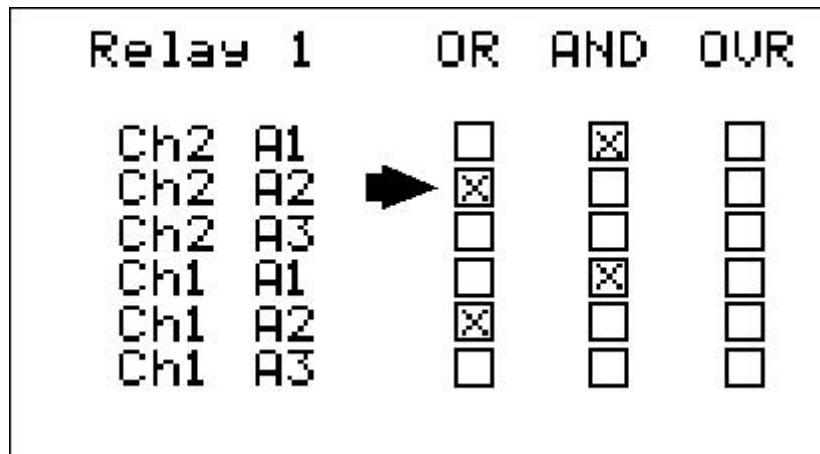 Relay 1 OR AND OVR
Ch2 A1
Ch2 A2
Ch2 A3
Ch1 A1
Ch1 A2
Ch1 A3